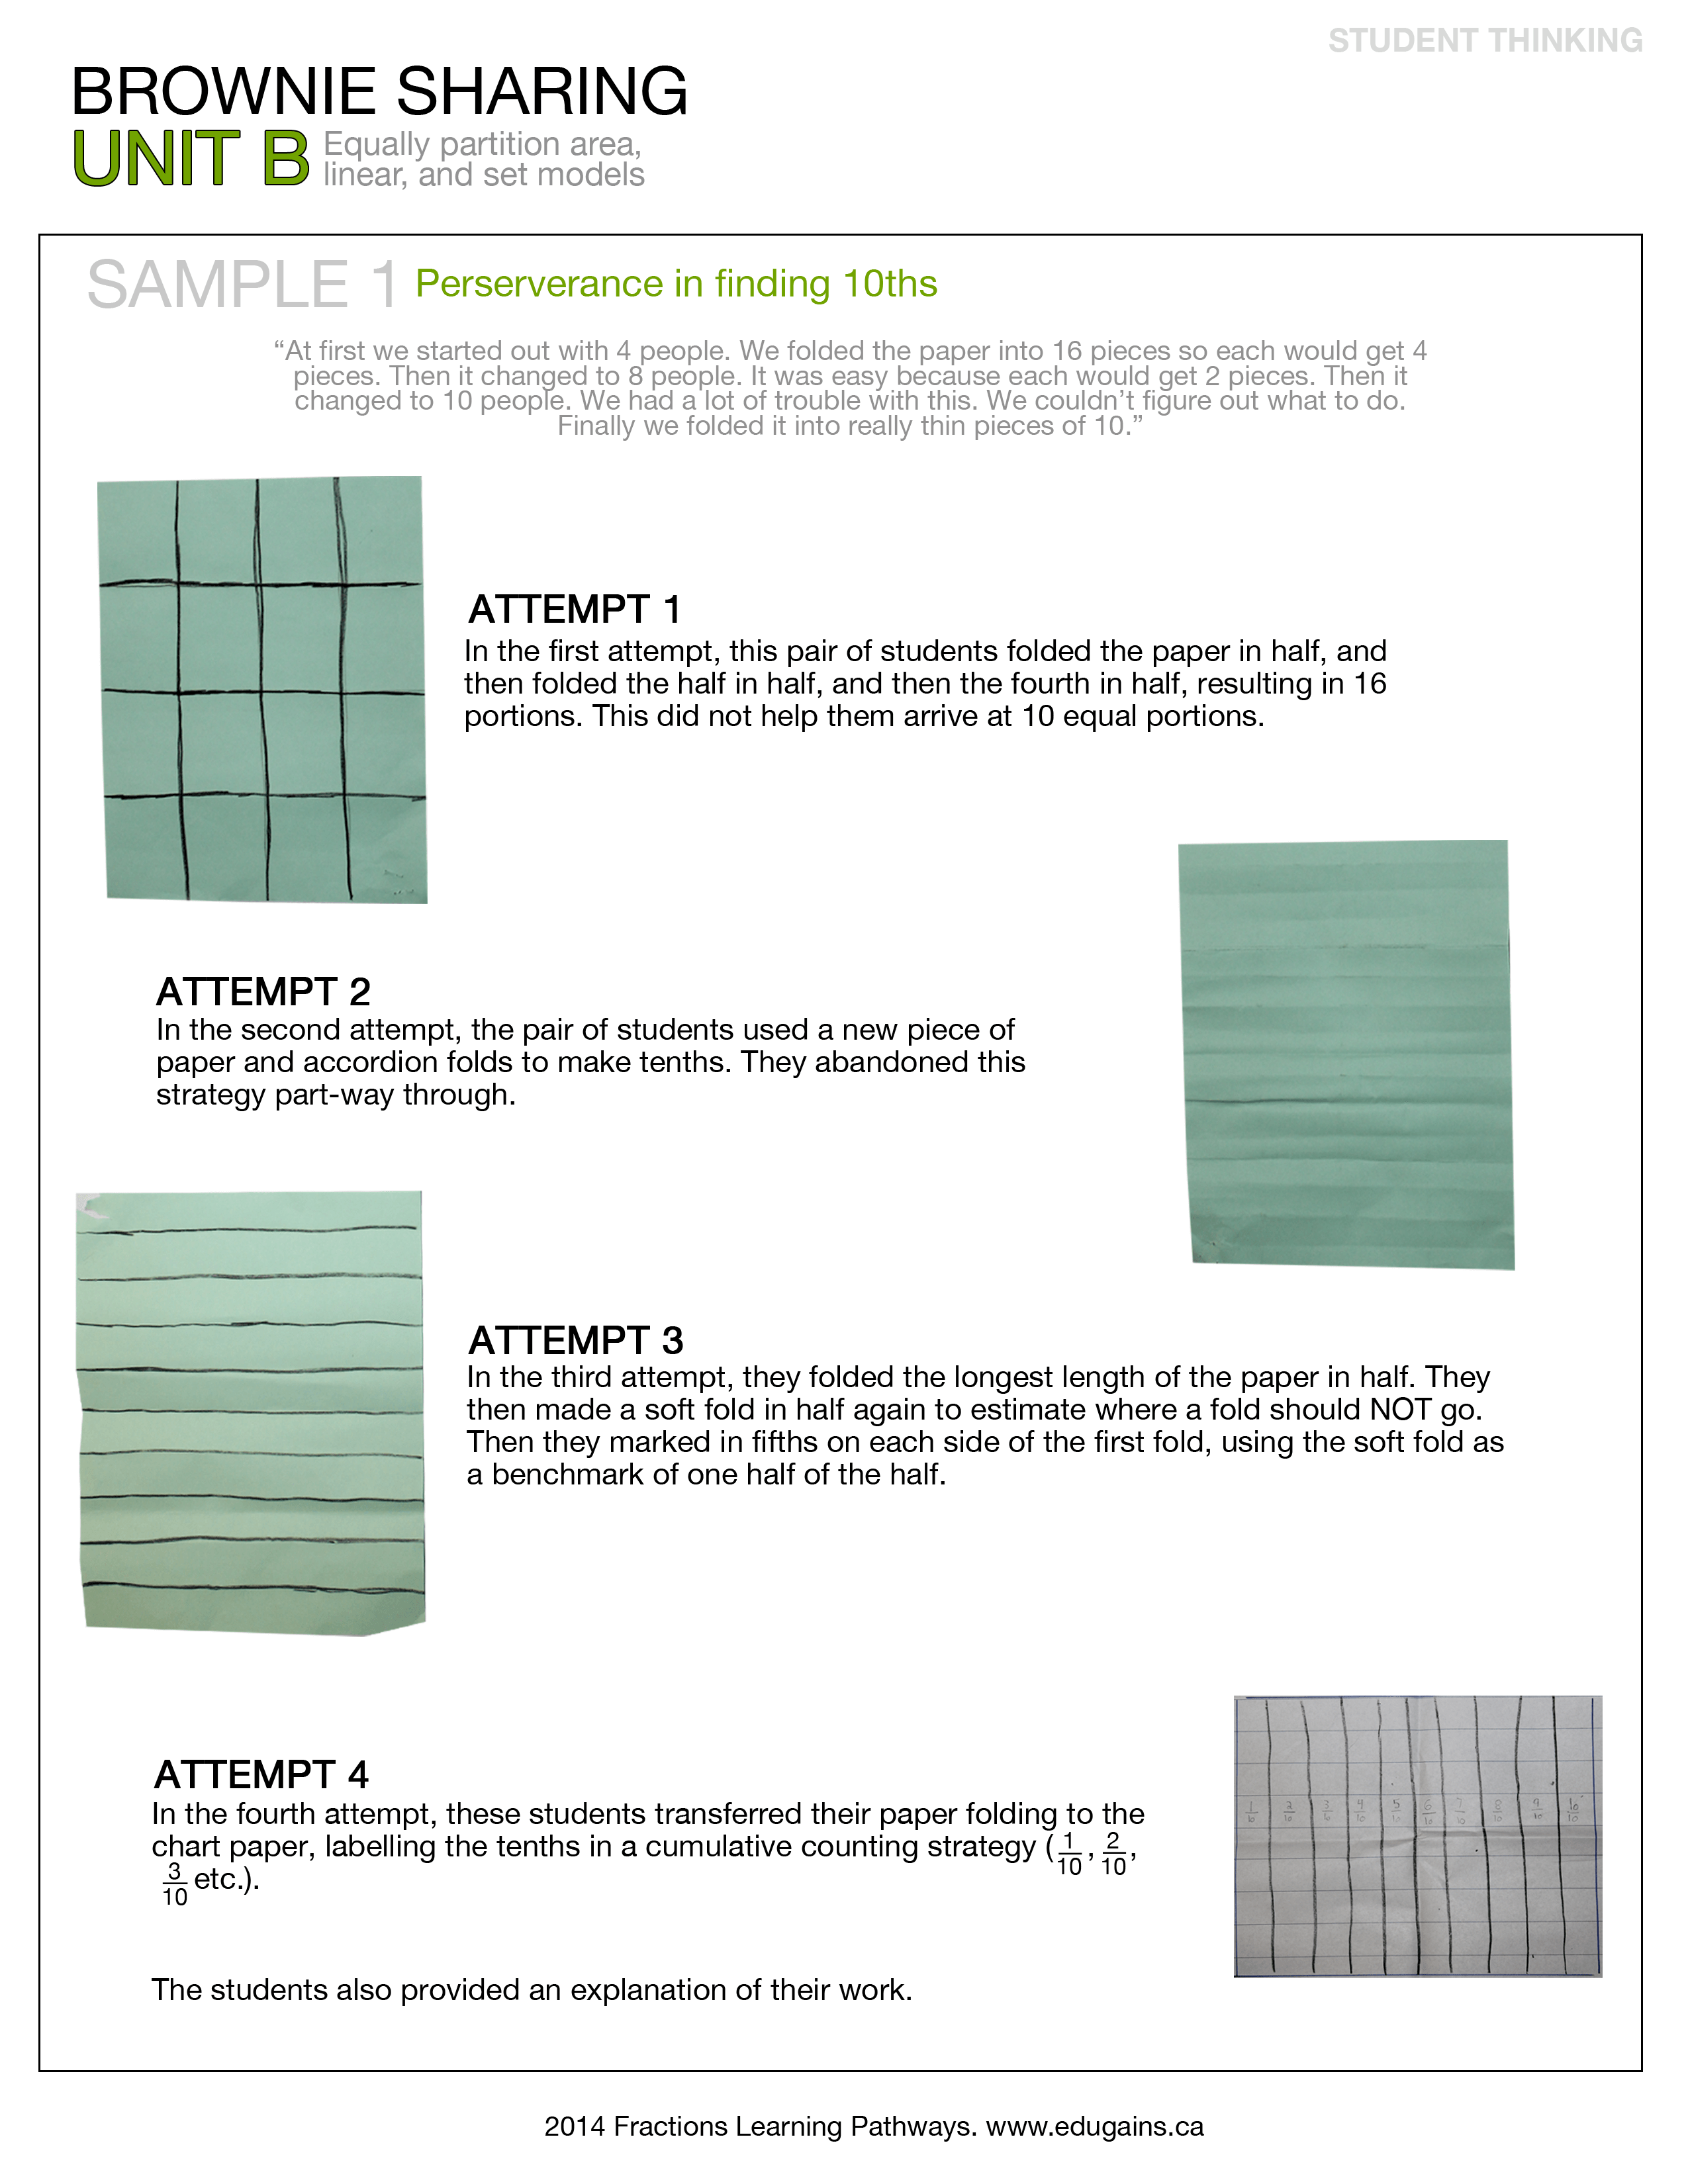 STUDENT THINKING
BROWNIE SHARING
UNIT B Equally partition area,
linear, and set models
SAMPLE 1 Perserverance in finding 10ths
“At first we started out with 4 people. We folded the paper into 16 pieces so each would get 4
pieces. Then it changed to 8 people. It was easy because each would get 2 pieces. Then it
changed to 10 people. We had a lot of trouble with this. We couldn’t figure out what to do.
Finally we folded it into really thin pieces of 10.”
ATTEMPT 1
In the first attempt, this pair of students folded the paper in half, and
then folded the half in half, and then the fourth in half, resulting in 16
portions. This did not help them arrive at 10 equal portions.
ATTEMPT 2
In the second attempt, the pair of students used a new piece of
paper and accordion folds to make tenths. They abandoned this
strategy part-way through.
ATTEMPT 3
In the third attempt, they folded the longest length of the paper in half. They
then made a soft fold in half again to estimate where a fold should NOT go.
Then they marked in fifths on each side of the first fold, using the soft fold as
a benchmark of one half of the half.
ATTEMPT 4
In the fourth attempt, these students transferred their paper folding to the
chart paper, labelling the tenths in a cumulative counting strategy (1/10, 2/10,
3/10 etc.).
1/10 2/10 3/10 4/10 5/10 6/10 7/10 8/10 9/10 10/10
The students also provided an explanation of their work.
2014 Fractions Learning Pathways. www.edugains.ca